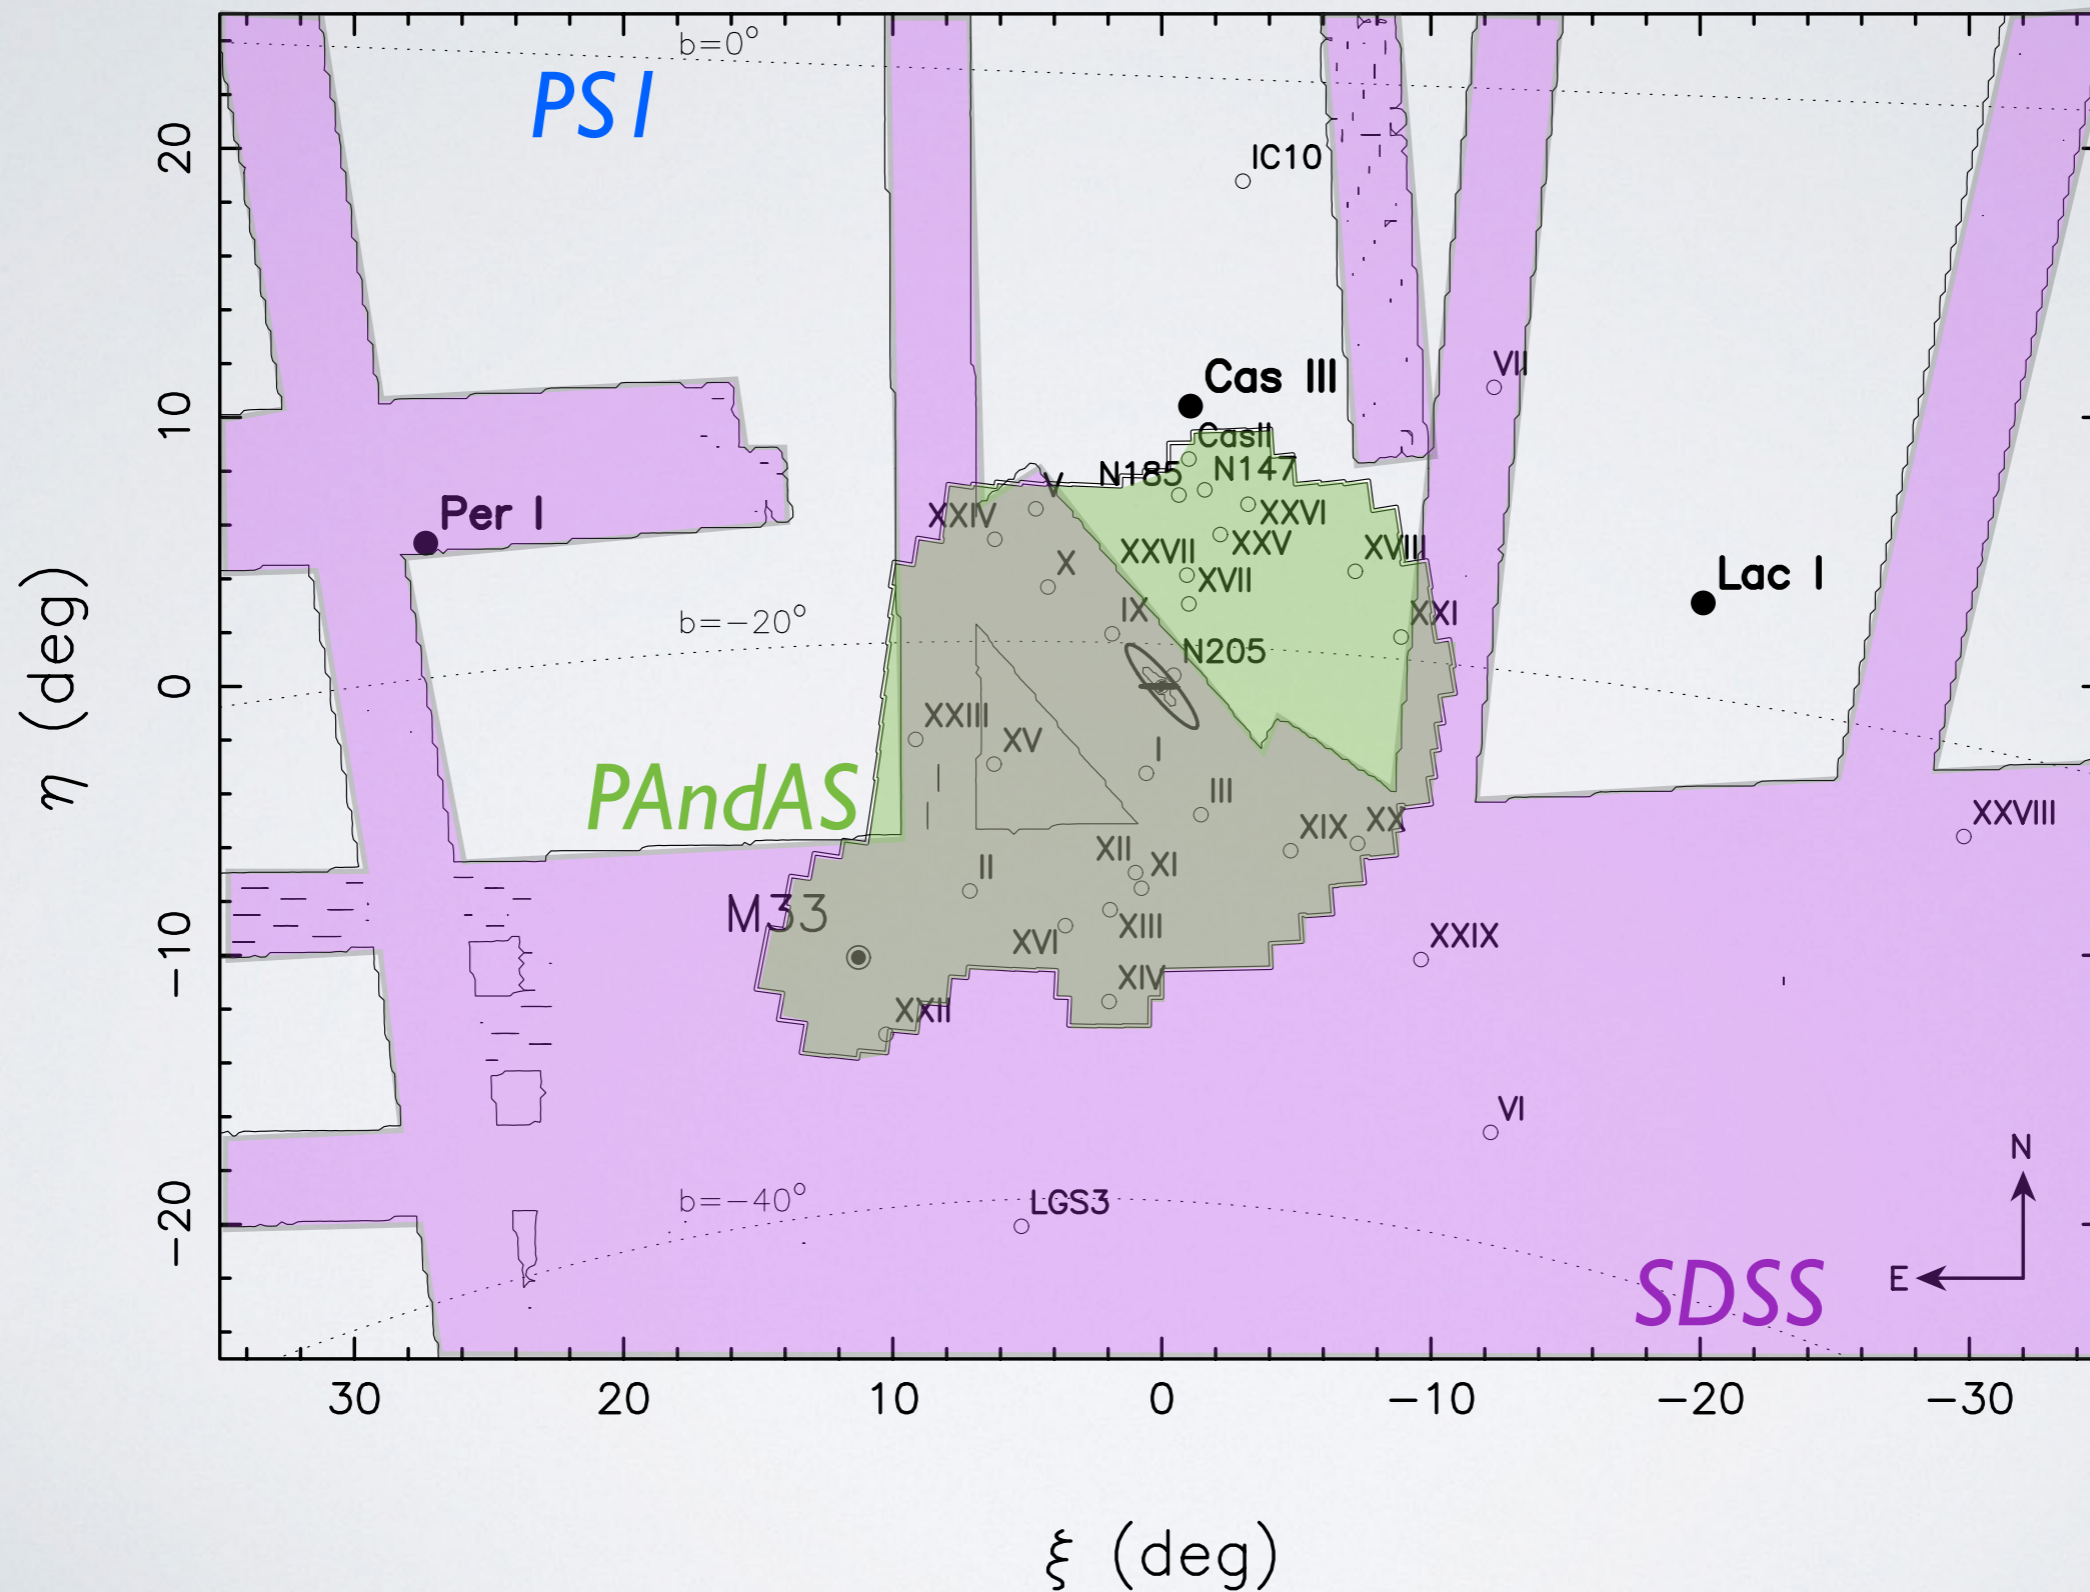 b=0°
PS1
20
IC10
VII
Cas III
10
CasII
N185
N147
V
XXIV
XXVI
Per I
XXVII
XXV
XVIII
X
XVII
Lac I
IX
XXI
b=−20°
N205
η (deg)
0
XXIII
XV
I
PAndAS
III
XIX
XX
XXVIII
XII
XI
II
M33
XVI
XIII
XXIX
−10
XIV
XXII
VI
N
b=−40°
LGS3
−20
SDSS
E
30
20
10
0
−10
−20
−30
ξ (deg)